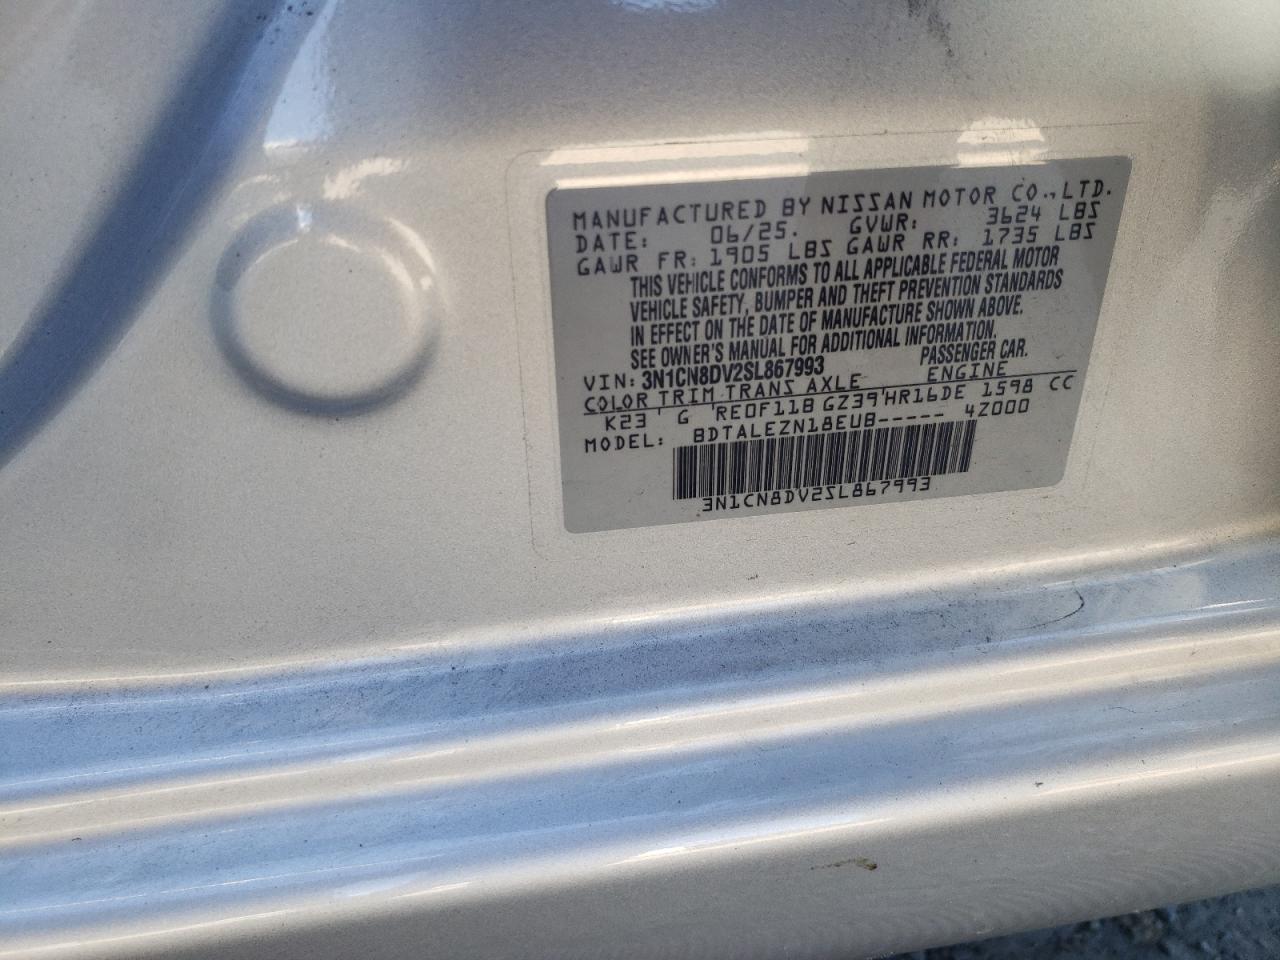 MANUFACTURED BY NISSAN MOTOR CO., LTD.
DATE: 06/25. GVWR: 3624 LBS
GAWR FR: 1905 LBS GAWR RR: 1735 LBS
THIS VEHICLE CONFORMS TO ALL APPLICABLE FEDERAL MOTOR
VEHICLE SAFETY, BUMPER AND THEFT PREVENTION STANDARDS
IN EFFECT ON THE DATE OF MANUFACTURE SHOWN ABOVE.
SEE OWNER'S MANUAL FOR ADDITIONAL INFORMATION.
VIN: 3N1CN8DV2SL867993 PASSENGER CAR.
COLOR TRIM TRANS AXLE ENGINE
K23 ' G 'RE0F11B GZ39'HR16DE 1598 CC
MODEL: BDTALEZN18EUB----- 4Z000
3N1CN8DV2SL867993